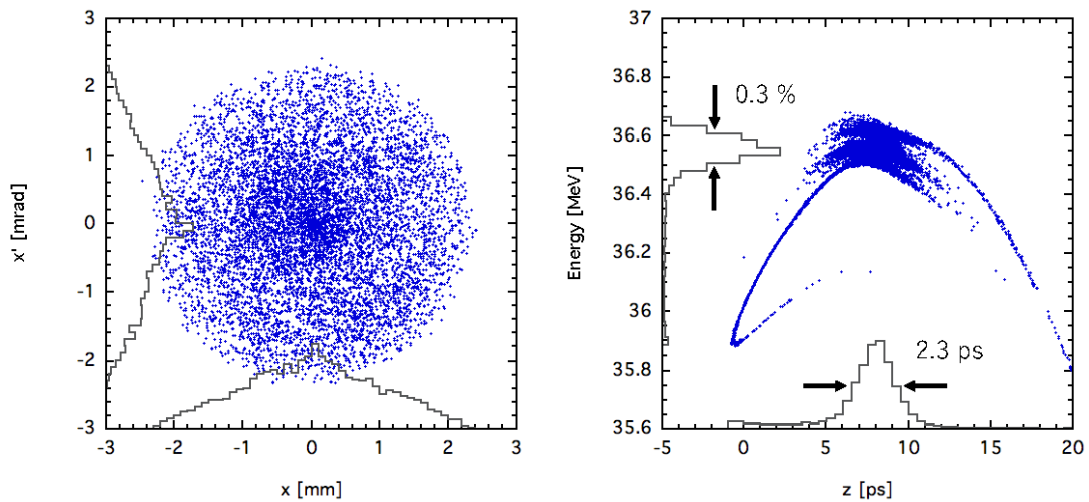 3
2
1
0
-1
-2
-3
-3 -2 -1 0 1 2 3
x' [mrad]
x [mm]
37
36.8
36.6
36.4
36.2
36
35.8
35.6
-5 0 5 10 15 20
Energy [MeV]
z [ps]
0.3 %
2.3 ps